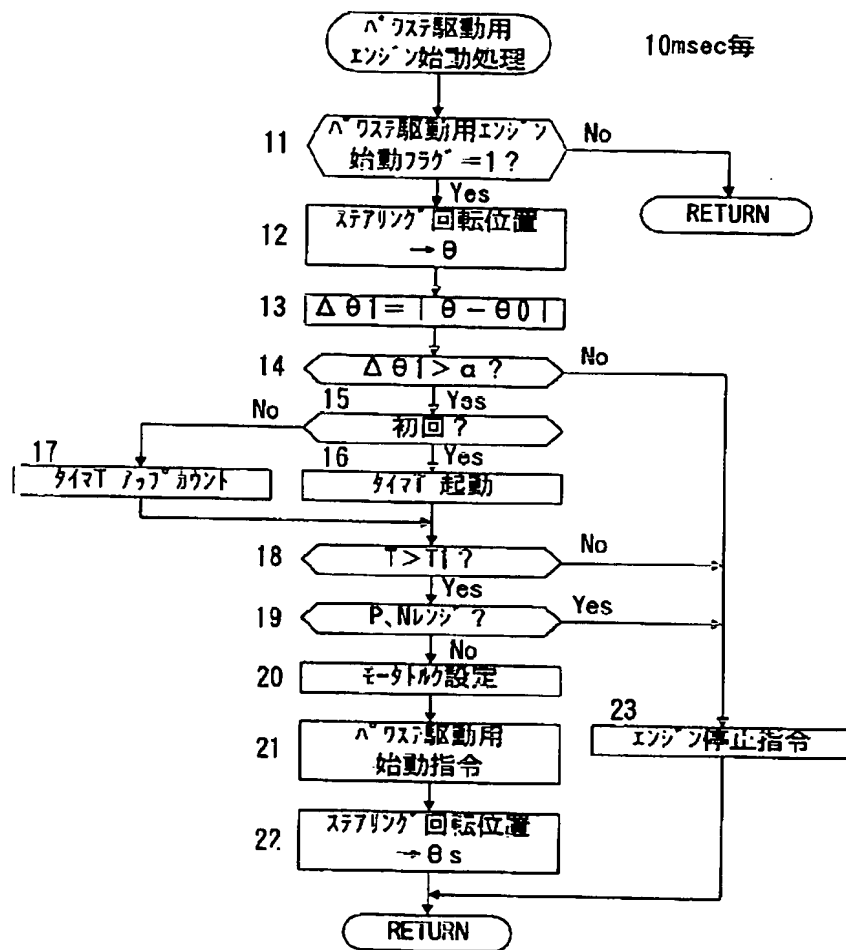 パワステ駆動用
エンジン始動処理
10msec毎
11
パワステ駆動用エンジン
始動フラグ=1?
No
Yes
RETURN
12
ステアリング回転位置
→θ
13
Δθ1=|θ-θ0|
14
Δθ1>α?
No
Yes
15
初回?
No
Yes
17
タイマT アップカウント
16
タイマT 起動
18
T>T1?
No
Yes
19
P、Nレンジ?
Yes
No
20
モータトルク設定
21
パワステ駆動用
始動指令
23
エンジン停止指令
22
ステアリング回転位置
→θs
RETURN